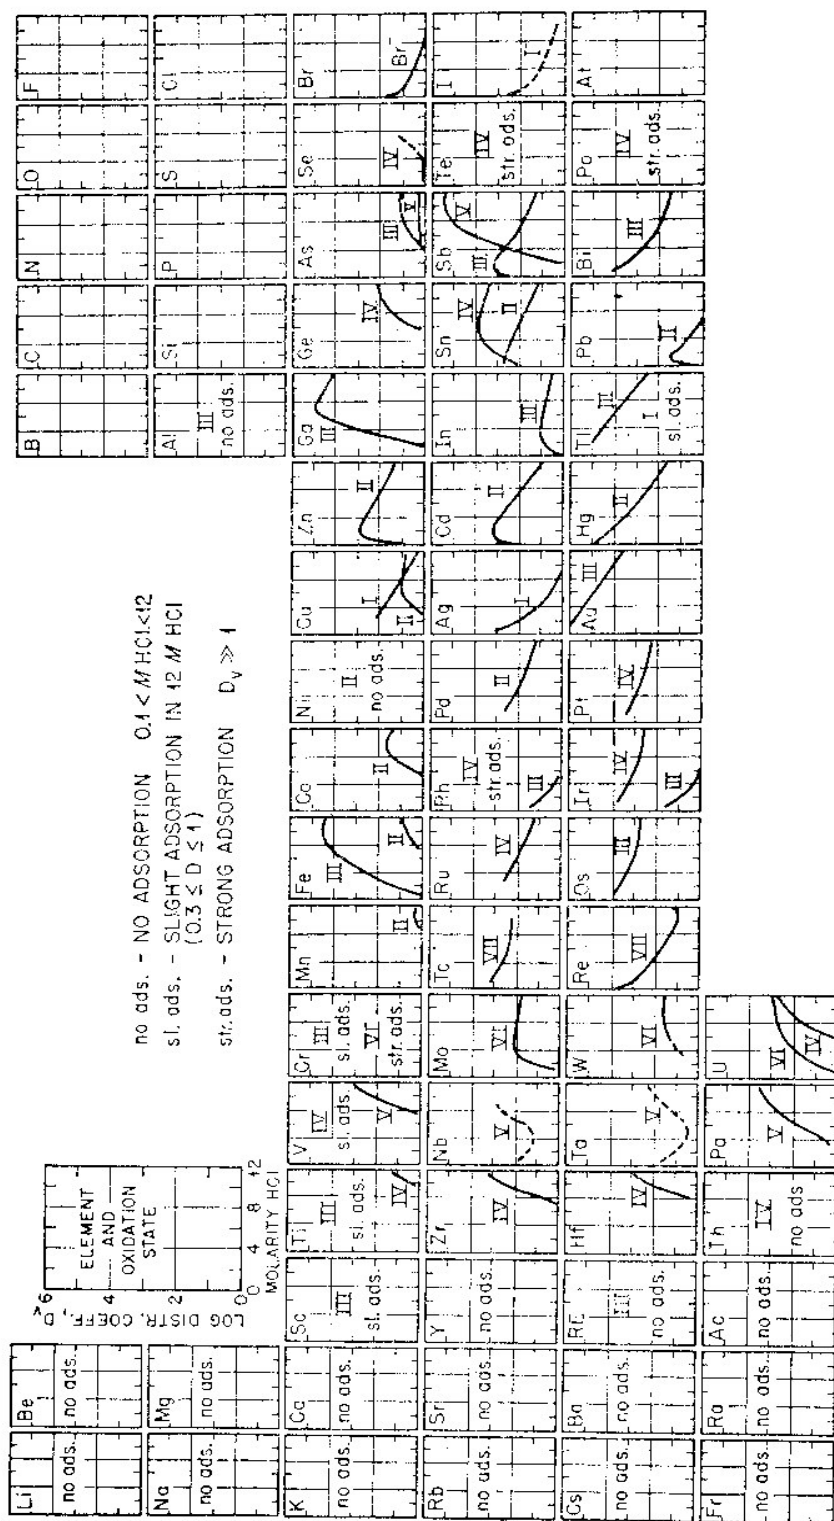 Li
no ads.
Be
no ads.
B
C
N
O
F
Na
no ads.
Mg
no ads.
Al
III
no ads.
Si
P
S
Cl
LOG DISTR. COEFF., Dv
6
4
2
0
ELEMENT
AND
OXIDATION
STATE
0 4 8 12
MOLARITY HCl
no ads. – NO ADSORPTION 0.1 < M HCl < 12
sl. ads. – SLIGHT ADSORPTION IN 12 M HCl
(0.3 ≤ D ≤ 1)
str. ads. – STRONG ADSORPTION Dv ≫ 1
K
no ads.
Ca
no ads.
Sc
III
sl. ads.
Ti
III
sl. ads.
IV
V
IV
sl. ads.
V
Cr
III
sl. ads.
VI
str. ads.
Mn
II
Fe
III
II
Co
II
Ni
II
no ads.
Cu
I
II
Zn
II
Ga
III
Ge
IV
As
III
V
Se
IV
Br
Br⁻
Rb
no ads.
Sr
no ads.
Y
no ads.
Zr
IV
Nb
V
Mo
VI
Tc
VII
Ru
IV
Rh
IV
str. ads.
III
Pd
II
Ag
I
Cd
II
In
III
Sn
IV
II
Sb
III
V
Te
IV
str. ads.
I
I⁻
Cs
no ads.
Ba
no ads.
RE
III
no ads.
Hf
IV
Ta
V
W
VI
Re
VII
Os
III
Ir
IV
III
Pt
IV
Au
III
Hg
II
Tl
III
I
sl. ads.
Pb
II
Bi
III
Po
IV
str. ads.
At
Fr
no ads.
Ra
no ads.
Ac
no ads.
Th
IV
no ads
Pa
V
U
VI
IV